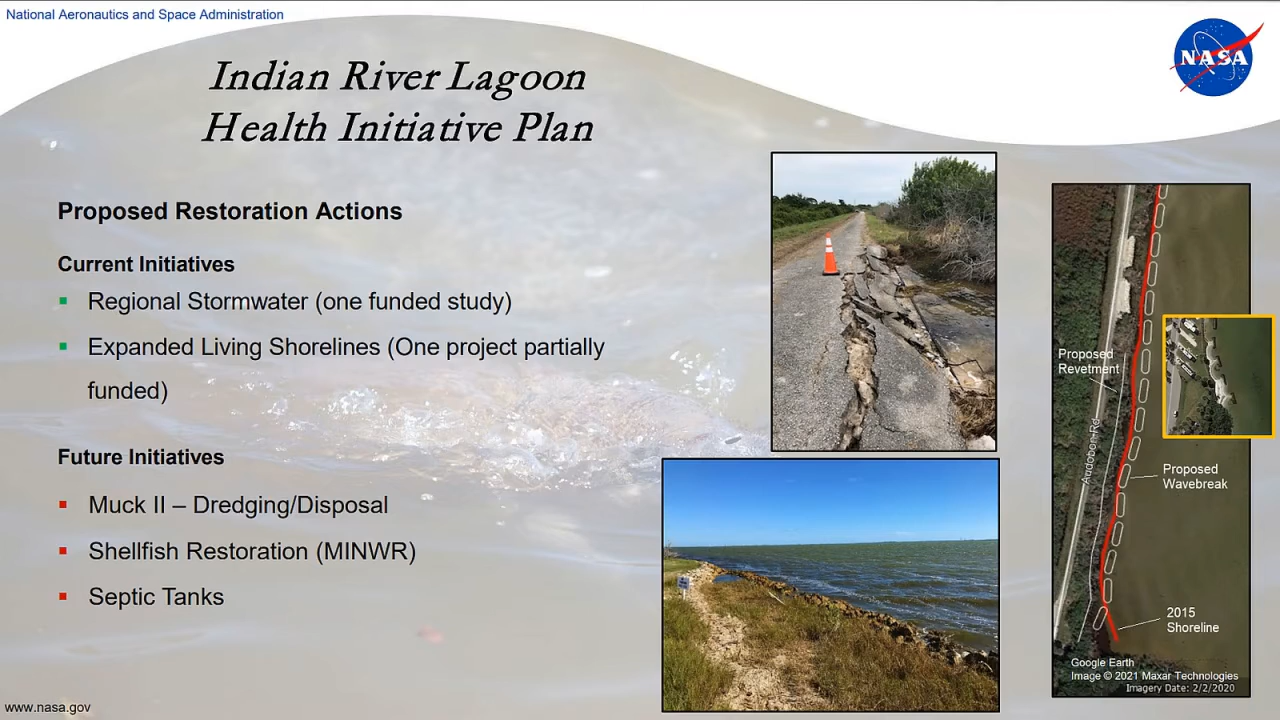 National Aeronautics and Space Administration
NASA
Indian River Lagoon
Health Initiative Plan
Proposed Restoration Actions
Current Initiatives
▪ Regional Stormwater (one funded study)
▪ Expanded Living Shorelines (One project partially
funded)
Future Initiatives
▪ Muck II – Dredging/Disposal
▪ Shellfish Restoration (MINWR)
▪ Septic Tanks
Proposed
Revetment
Audobon Rd
Proposed
Wavebreak
2015
Shoreline
Google Earth
Image © 2021 Maxar Technologies
Imagery Date: 2/2/2020
www.nasa.gov